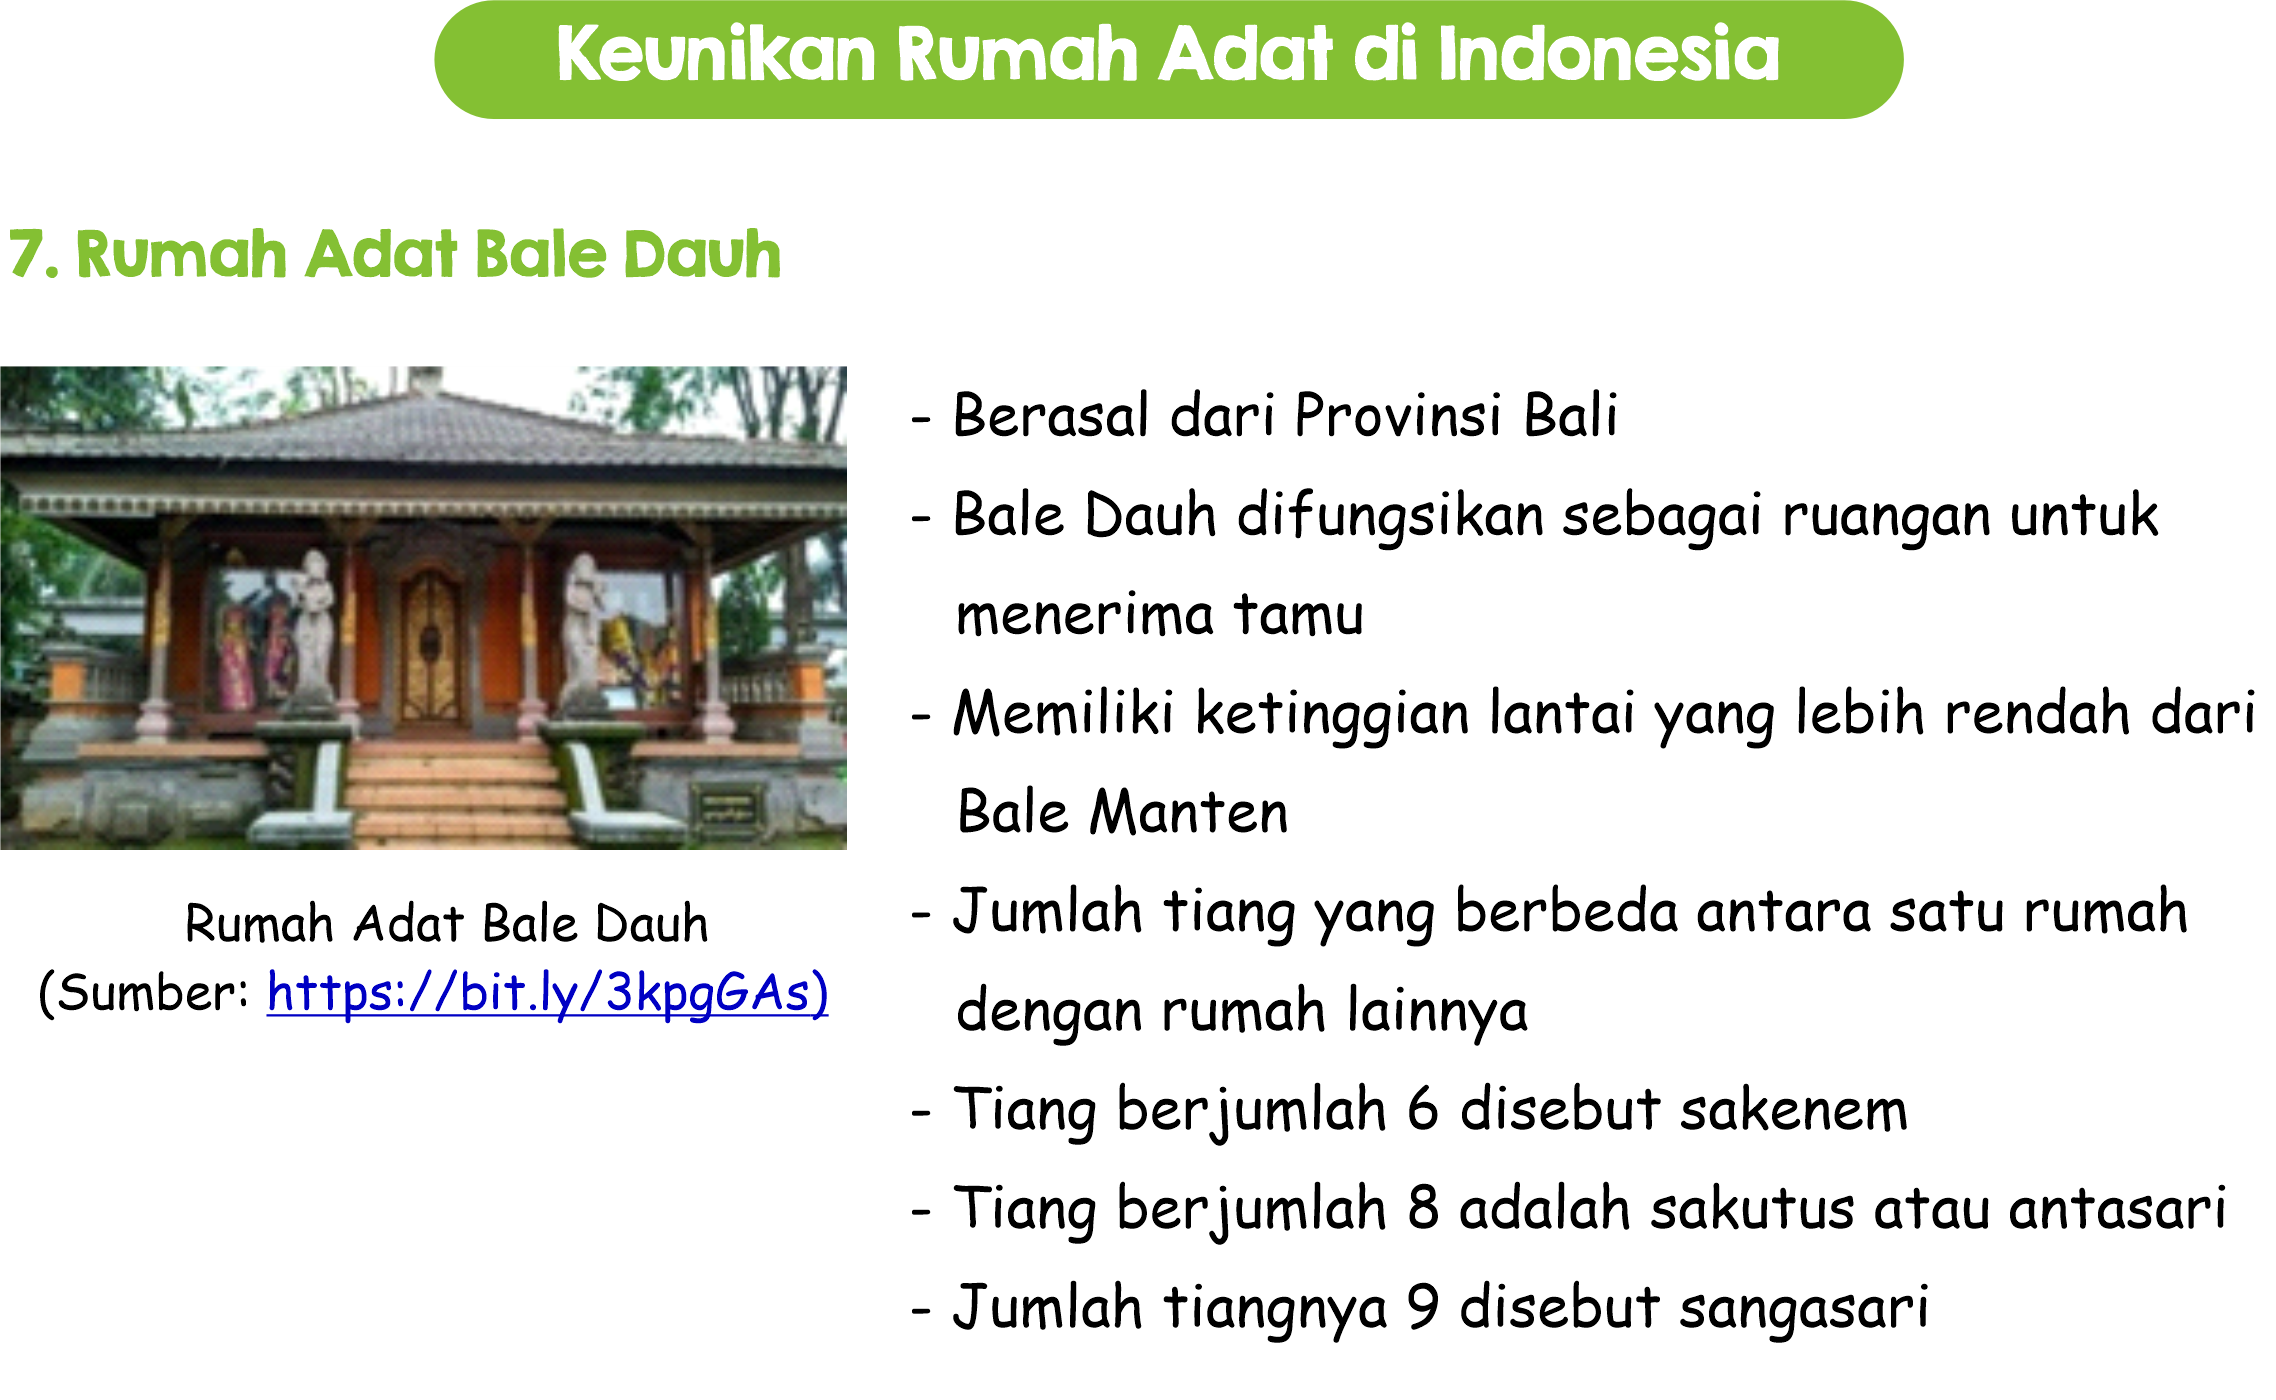 Keunikan Rumah Adat di Indonesia
7. Rumah Adat Bale Dauh
Rumah Adat Bale Dauh
(Sumber: https://bit.ly/3kpgGAs)
- Berasal dari Provinsi Bali
- Bale Dauh difungsikan sebagai ruangan untuk
menerima tamu
- Memiliki ketinggian lantai yang lebih rendah dari
Bale Manten
- Jumlah tiang yang berbeda antara satu rumah
dengan rumah lainnya
- Tiang berjumlah 6 disebut sakenem
- Tiang berjumlah 8 adalah sakutus atau antasari
- Jumlah tiangnya 9 disebut sangasari